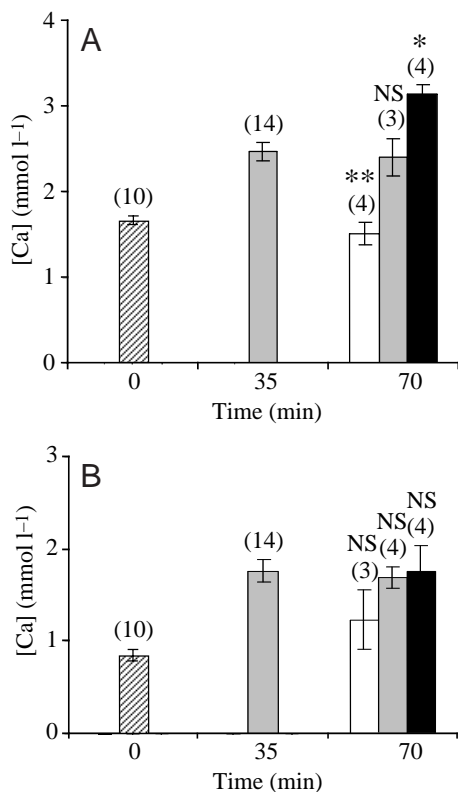 A
4
3
2
1
0
[Ca] (mmol l–1)
(10)
(14)
**
(4)
NS
(3)
*
(4)
0
35
70
Time (min)
B
3
2
1
0
[Ca] (mmol l–1)
(10)
(14)
NS
(3)
NS
(4)
NS
(4)
0
35
70
Time (min)